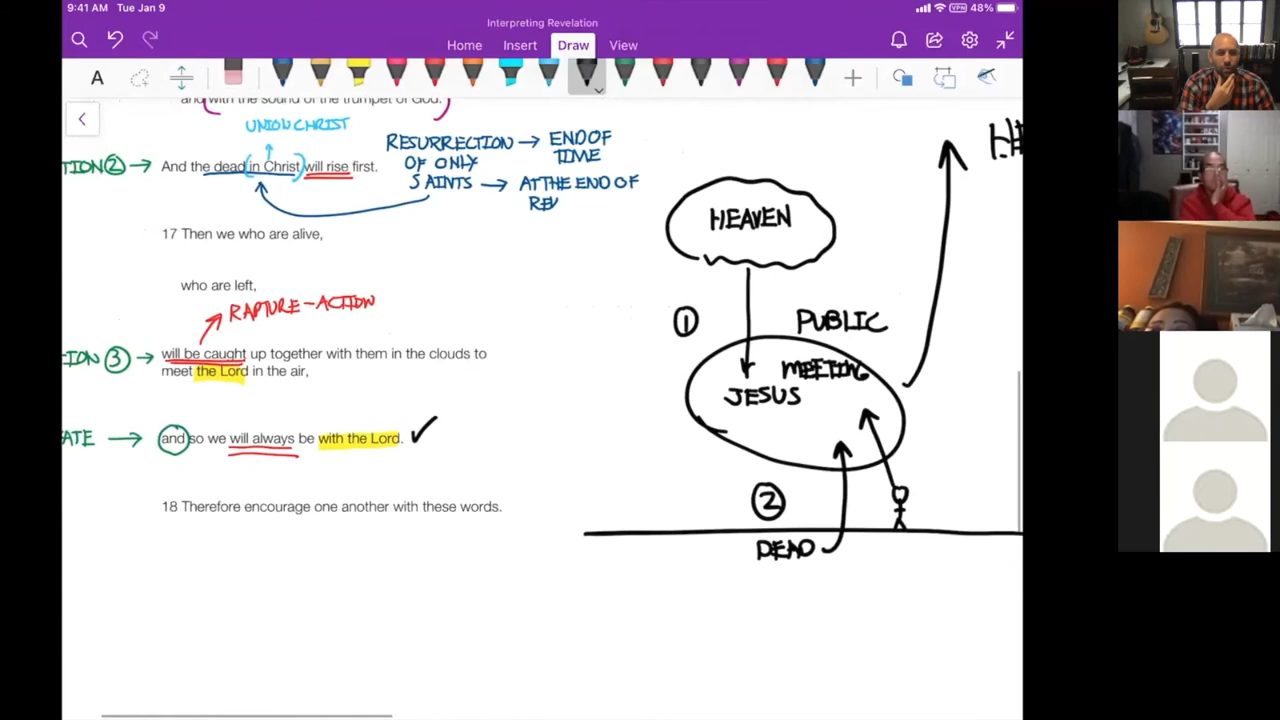 9:41 AM Tue Jan 9
VPN 48%
Interpreting Revelation
Home Insert Draw View
A
and with the sound of the trumpet of God.
UNION CHRIST
RESURRECTION → END OF
TIME
OF ONLY
SAINTS → AT THE END OF
REV
TION ② → And the dead in Christ will rise first.
17 Then we who are alive,
who are left,
RAPTURE - ACTION
ION ③ → will be caught up together with them in the clouds to
meet the Lord in the air,
ATE → and so we will always be with the Lord. ✓
18 Therefore encourage one another with these words.
HEAVEN
①
PUBLIC
MEETING
JESUS
②
DEAD